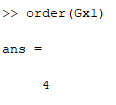 >> order(Gx1)
ans =
4